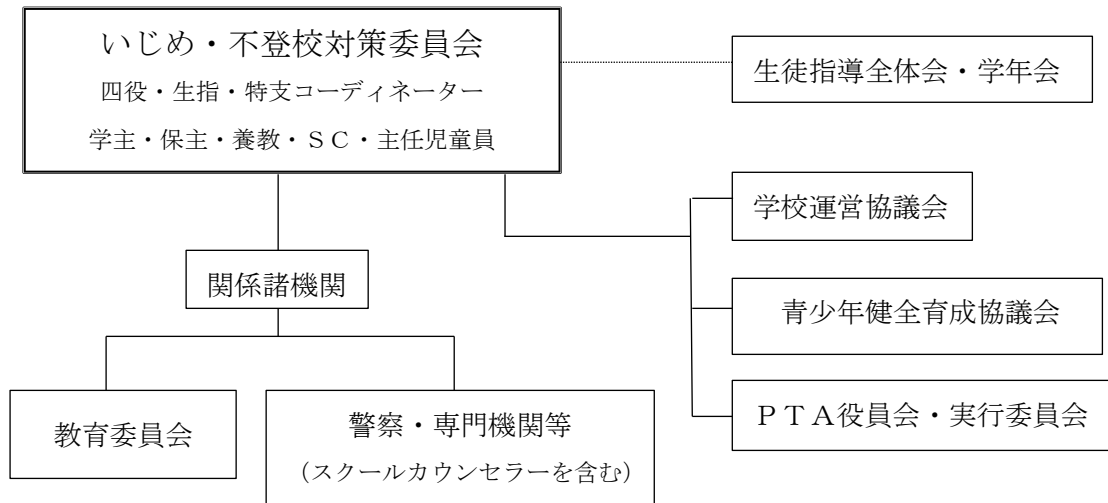 いじめ・不登校対策委員会
四役・生指・特支コーディネーター
学主・保主・養教・ＳＣ・主任児童員
生徒指導全体会・学年会
学校運営協議会
関係諸機関
青少年健全育成協議会
教育委員会
警察・専門機関等
（スクールカウンセラーを含む）
ＰＴＡ役員会・実行委員会